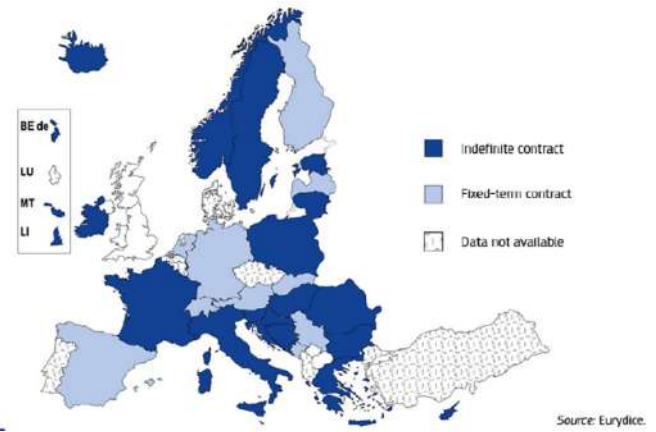 BE de
LU
MT
LI
Indefinite contract
Fixed-term contract
Data not available
Source: Eurydice.